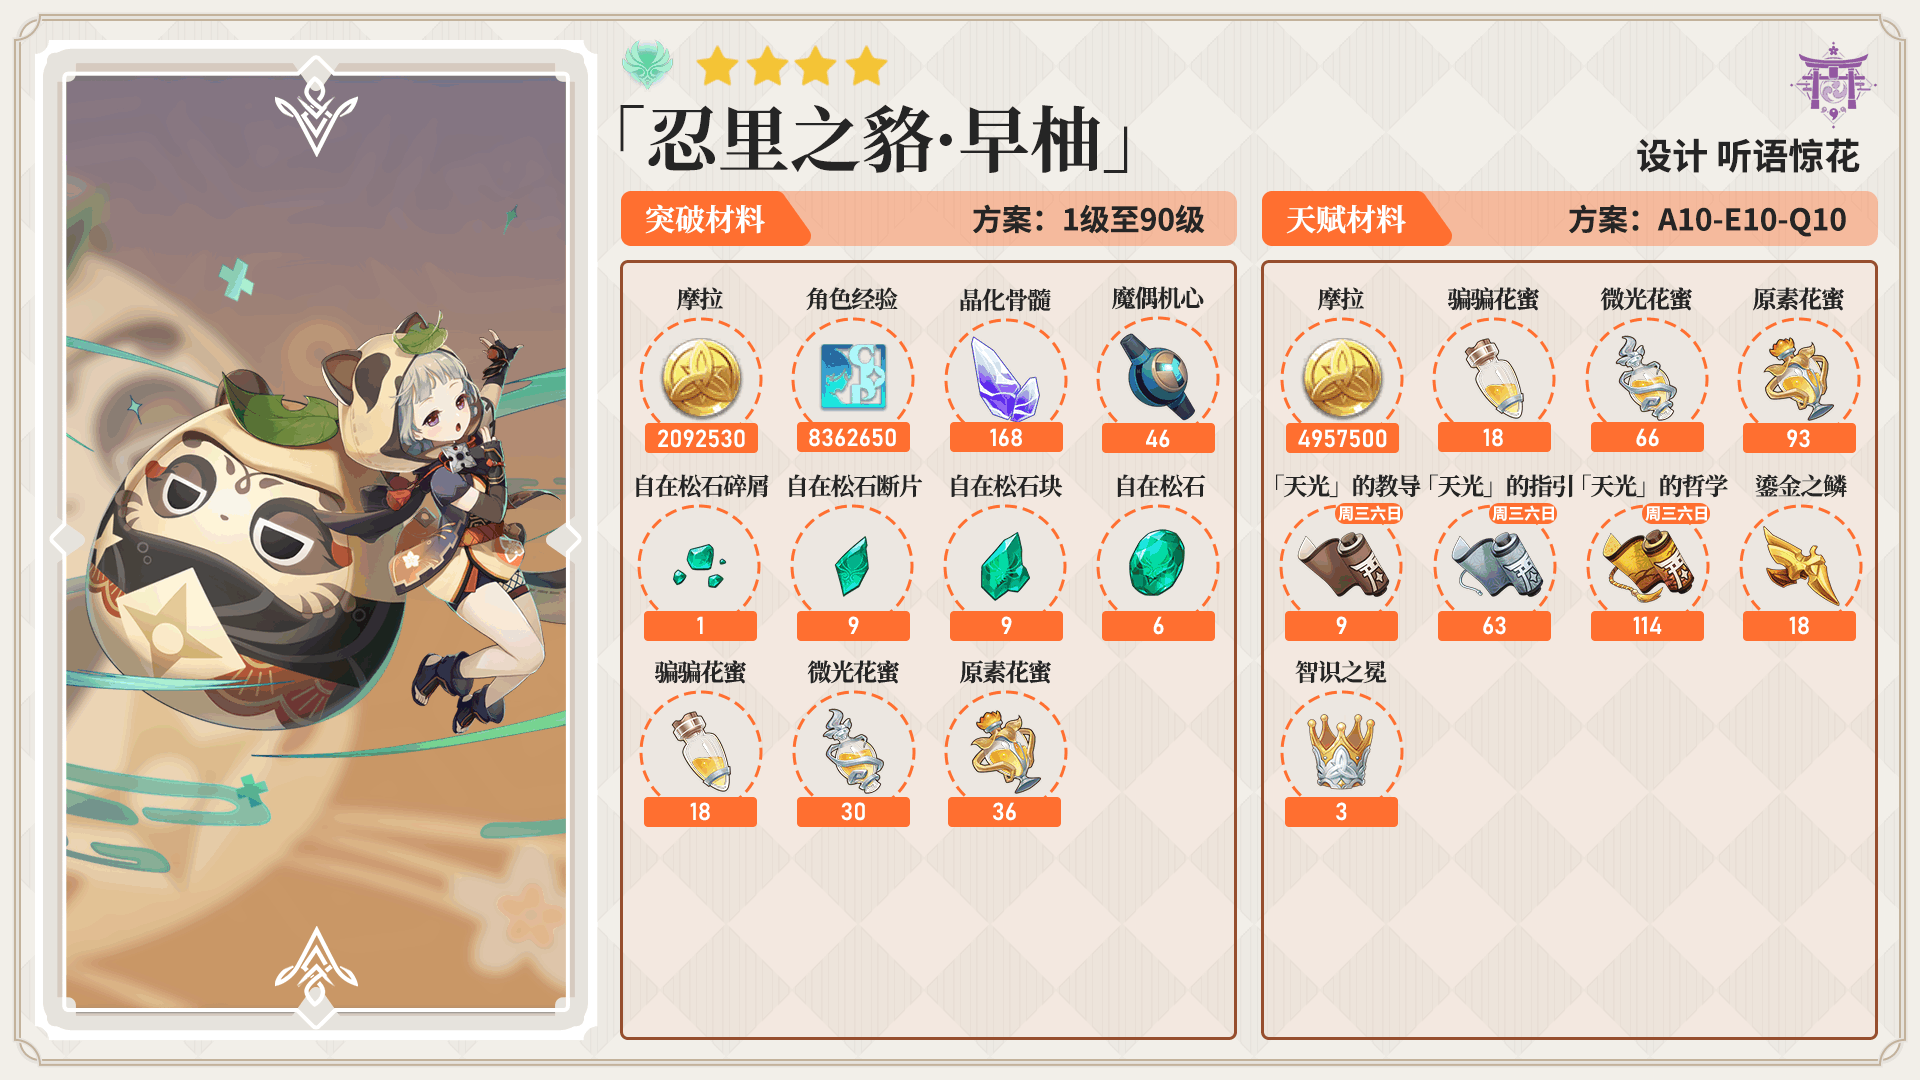 「忍里之貉·早柚」
设计 听语惊花
突破材料 方案：1级至90级
天赋材料 方案：A10-E10-Q10
摩拉 角色经验 晶化骨髓 魔偶机心
2092530 8362650 168 46
自在松石碎屑 自在松石断片 自在松石块 自在松石
1 9 9 6
骗骗花蜜 微光花蜜 原素花蜜
18 30 36
摩拉 骗骗花蜜 微光花蜜 原素花蜜
4957500 18 66 93
「天光」的教导 「天光」的指引 「天光」的哲学 鎏金之鳞
周三六日 周三六日 周三六日
9 63 114 18
智识之冕
3